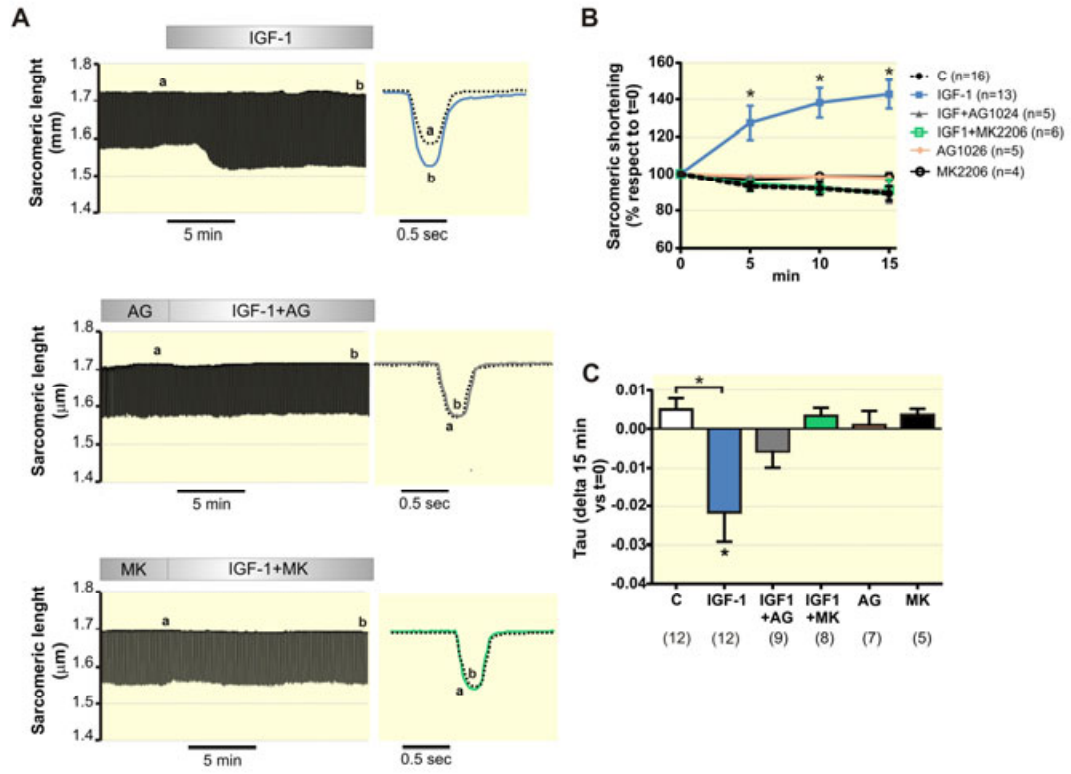 A
IGF-1
Sarcomeric lenght
(mm)
1.8
1.7
1.6
1.5
1.4
a
b
a
b
5 min
0.5 sec
AG
IGF-1+AG
Sarcomeric lenght
(μm)
1.8
1.7
1.6
1.5
1.4
a
b
b
a
5 min
0.5 sec
MK
IGF-1+MK
Sarcomeric lenght
(μm)
1.8
1.7
1.6
1.5
1.4
a
b
b
a
5 min
0.5 sec
B
Sarcomeric shortening
(% respect to t=0)
160
140
120
100
80
60
* * *
0 5 10 15
min
C (n=16)
IGF-1 (n=13)
IGF+AG1024 (n=5)
IGF1+MK2206 (n=6)
AG1026 (n=5)
MK2206 (n=4)
C
Tau (delta 15 min
vs t=0)
0.01
0.00
-0.01
-0.02
-0.03
-0.04
*
*
C IGF-1 IGF1 IGF1 AG MK
+AG +MK
(12) (12) (9) (8) (7) (5)